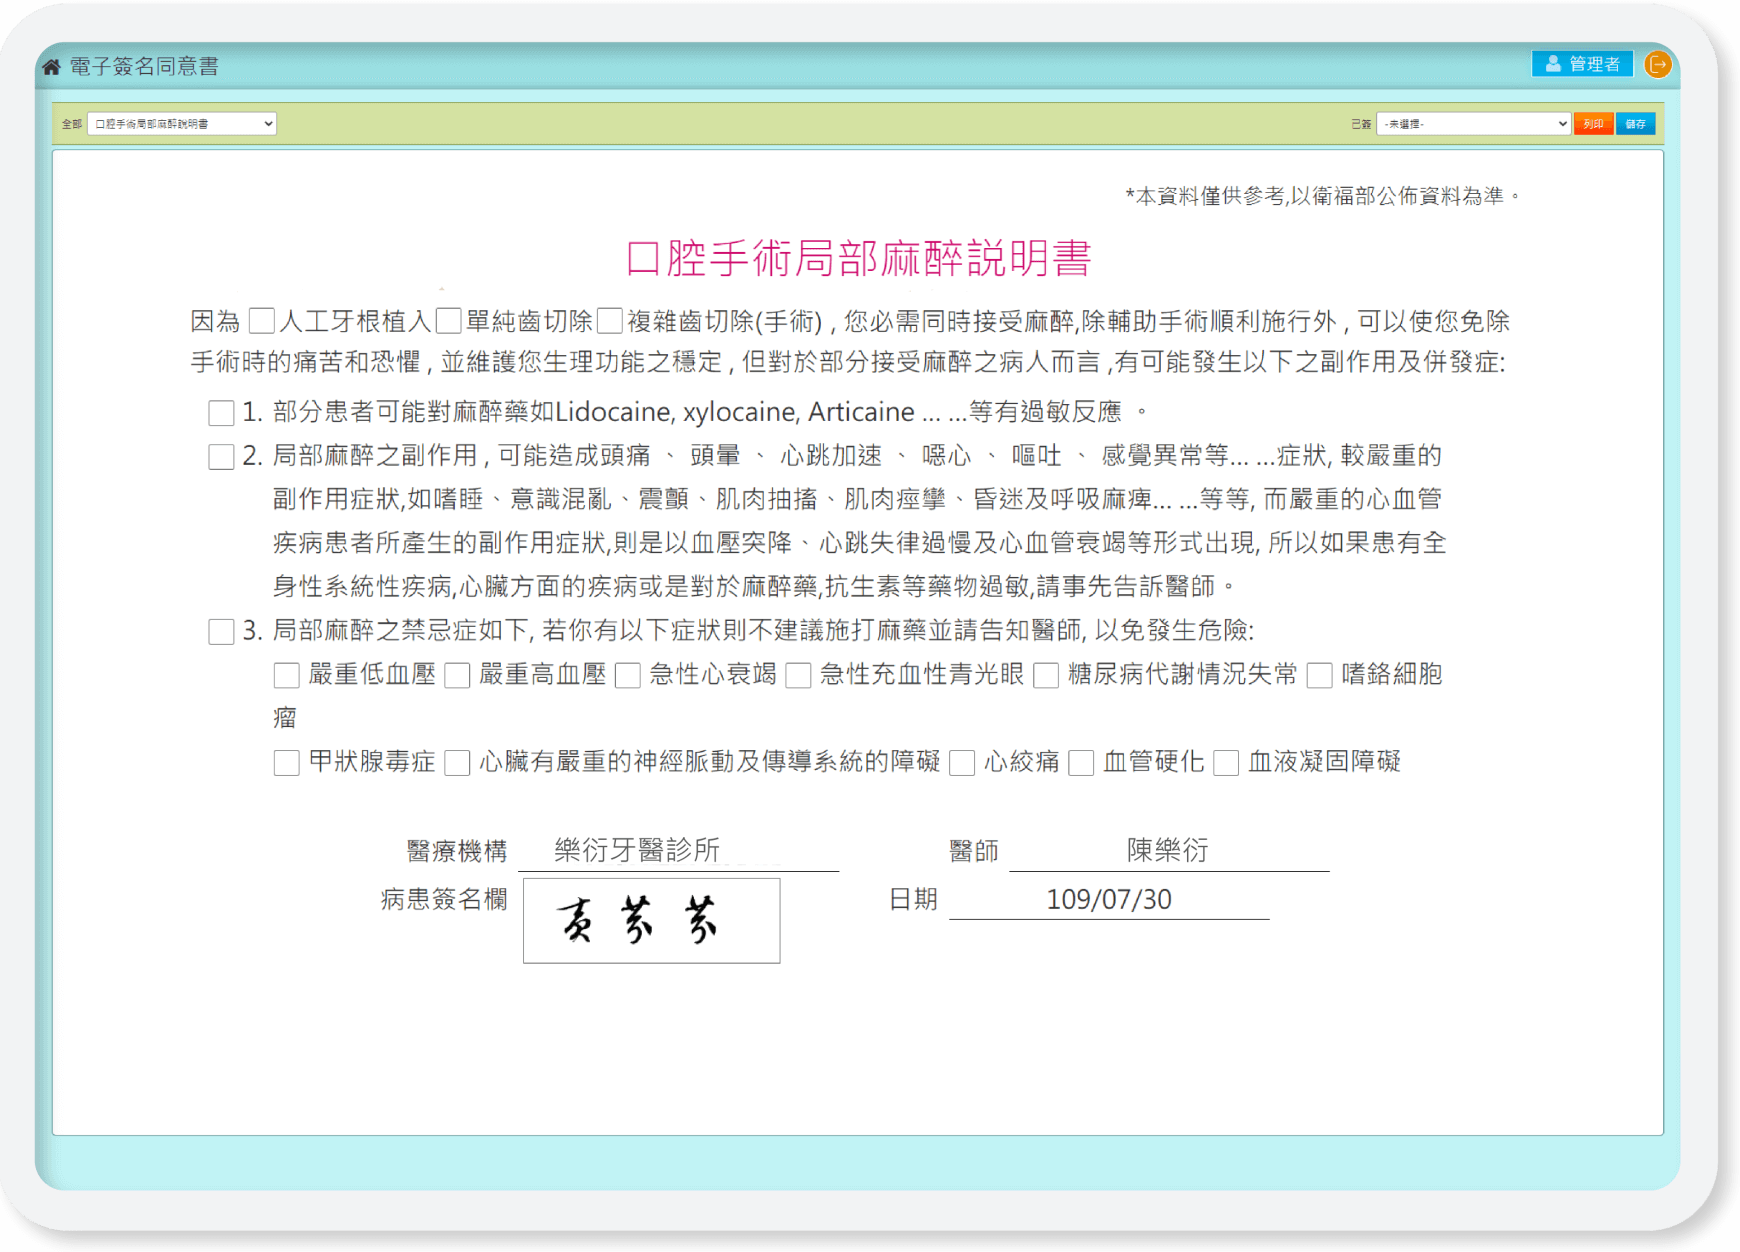 電子簽名同意書
管理者
全部 口腔手術局部麻醉說明書
已簽 -未選擇- 列印 儲存
*本資料僅供參考,以衛福部公佈資料為準。
口腔手術局部麻醉説明書
因為 人工牙根植入 單純齒切除 複雜齒切除(手術) , 您必需同時接受麻醉,除輔助手術順利施行外 , 可以使您免除
手術時的痛苦和恐懼 , 並維護您生理功能之穩定 , 但對於部分接受麻醉之病人而言 ,有可能發生以下之副作用及併發症:
1. 部分患者可能對麻醉藥如Lidocaine, xylocaine, Articaine ... ...等有過敏反應 。
2. 局部麻醉之副作用 , 可能造成頭痛 、 頭暈 、 心跳加速 、 噁心 、 嘔吐 、 感覺異常等... ...症狀, 較嚴重的
副作用症狀,如嗜睡、意識混亂、震顫、肌肉抽搐、肌肉痙攣、昏迷及呼吸麻痺... ...等等, 而嚴重的心血管
疾病患者所產生的副作用症狀,則是以血壓突降、心跳失律過慢及心血管衰竭等形式出現, 所以如果患有全
身性系統性疾病,心臟方面的疾病或是對於麻醉藥,抗生素等藥物過敏,請事先告訴醫師。
3. 局部麻醉之禁忌症如下, 若你有以下症狀則不建議施打麻藥並請告知醫師, 以免發生危險:
嚴重低血壓 嚴重高血壓 急性心衰竭 急性充血性青光眼 糖尿病代謝情況失常 嗜鉻細胞
瘤
甲狀腺毒症 心臟有嚴重的神經脈動及傳導系統的障礙 心絞痛 血管硬化 血液凝固障礙
醫療機構 樂衍牙醫診所 醫師 陳樂衍
病患簽名欄 黃芬芬 日期 109/07/30